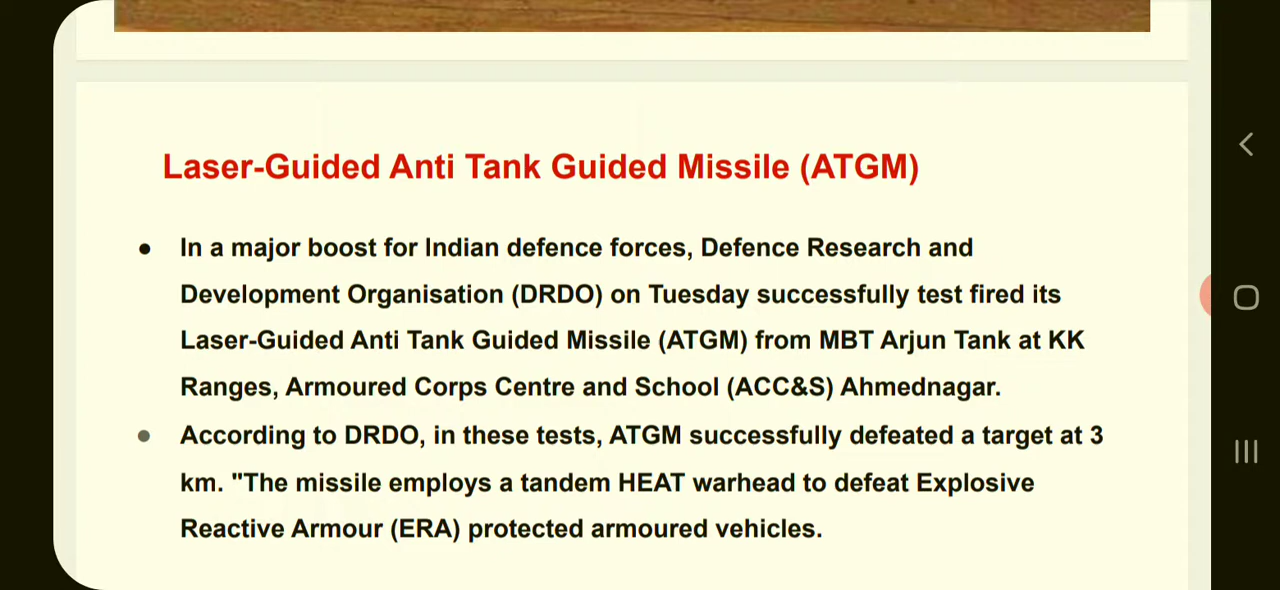 Laser-Guided Anti Tank Guided Missile (ATGM)
● In a major boost for Indian defence forces, Defence Research and
Development Organisation (DRDO) on Tuesday successfully test fired its
Laser-Guided Anti Tank Guided Missile (ATGM) from MBT Arjun Tank at KK
Ranges, Armoured Corps Centre and School (ACC&S) Ahmednagar.
● According to DRDO, in these tests, ATGM successfully defeated a target at 3
km. "The missile employs a tandem HEAT warhead to defeat Explosive
Reactive Armour (ERA) protected armoured vehicles.